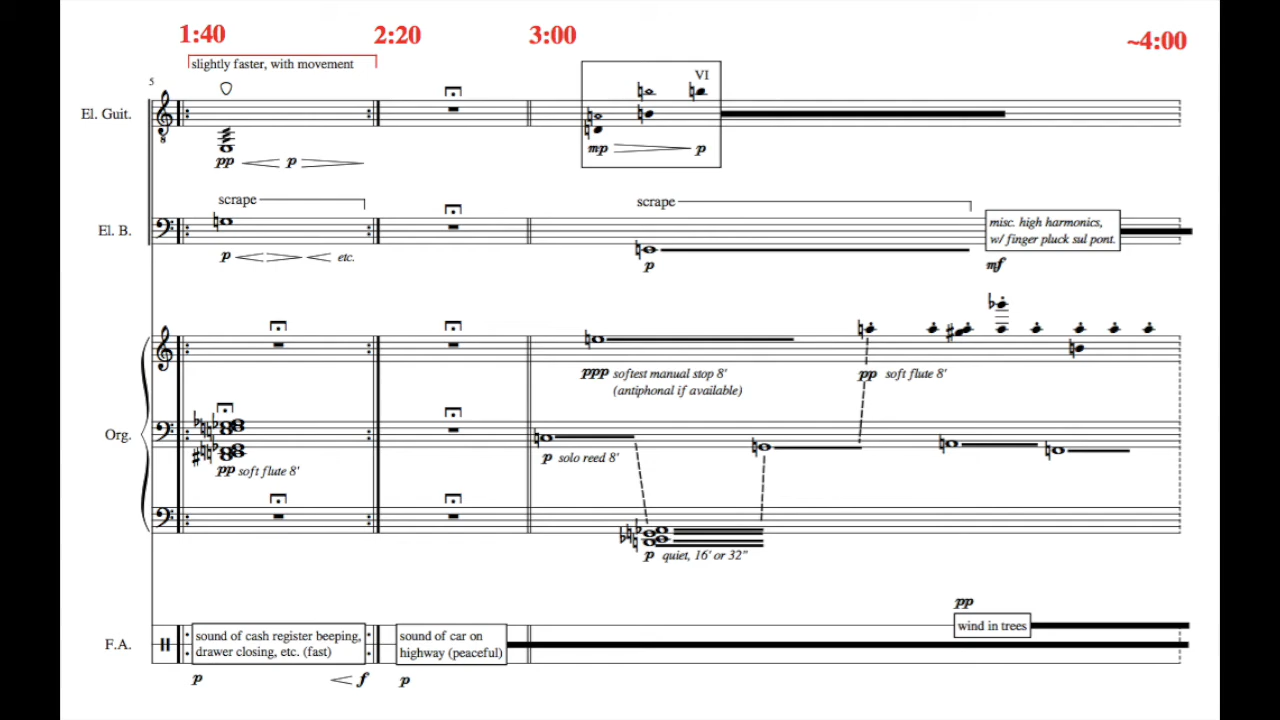 1:40 2:20 3:00 ~4:00
slightly faster, with movement
5
VI
El. Guit.
8
pp p mp p
scrape scrape
El. B.
misc. high harmonics,
w/ finger pluck sul pont.
p etc. p mf
ppp softest manual stop 8'
(antiphonal if available)
pp soft flute 8'
Org.
p solo reed 8'
pp soft flute 8'
p quiet, 16' or 32"
pp
wind in trees
F.A.
sound of cash register beeping,
drawer closing, etc. (fast)
sound of car on
highway (peaceful)
p f p